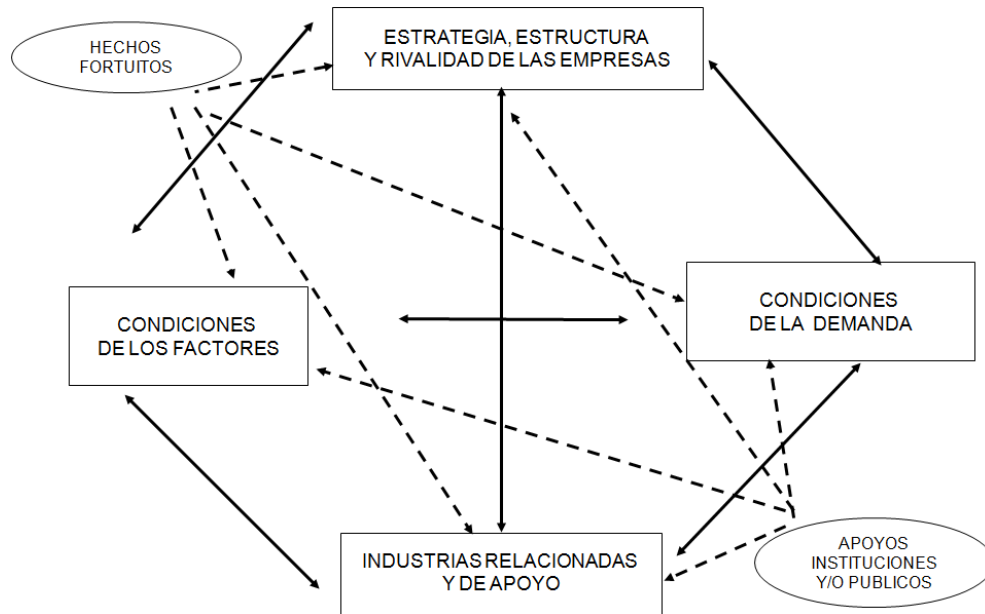 HECHOS
FORTUITOS
ESTRATEGIA, ESTRUCTURA
Y RIVALIDAD DE LAS EMPRESAS
CONDICIONES
DE LOS FACTORES
CONDICIONES
DE LA DEMANDA
INDUSTRIAS RELACIONADAS
Y DE APOYO
APOYOS
INSTITUCIONES
Y/O PUBLICOS